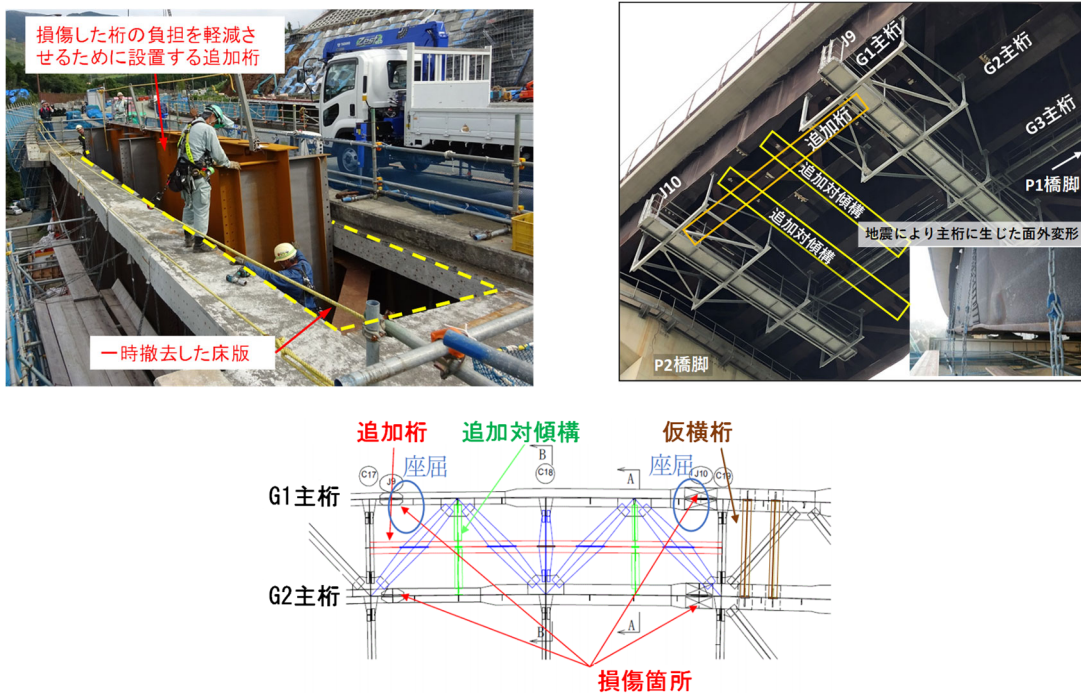 損傷した桁の負担を軽減さ
せるために設置する追加桁
一時撤去した床版
J9
G1主桁
G2主桁
G3主桁
P1橋脚
追加桁
追加対傾構
追加対傾構
J10
地震により主桁に生じた面外変形
P2橋脚
追加桁
追加対傾構
仮横桁
B
座屈
座屈
C17
J9
C18
A
J10
C19
G1主桁
G2主桁
B
A
損傷箇所